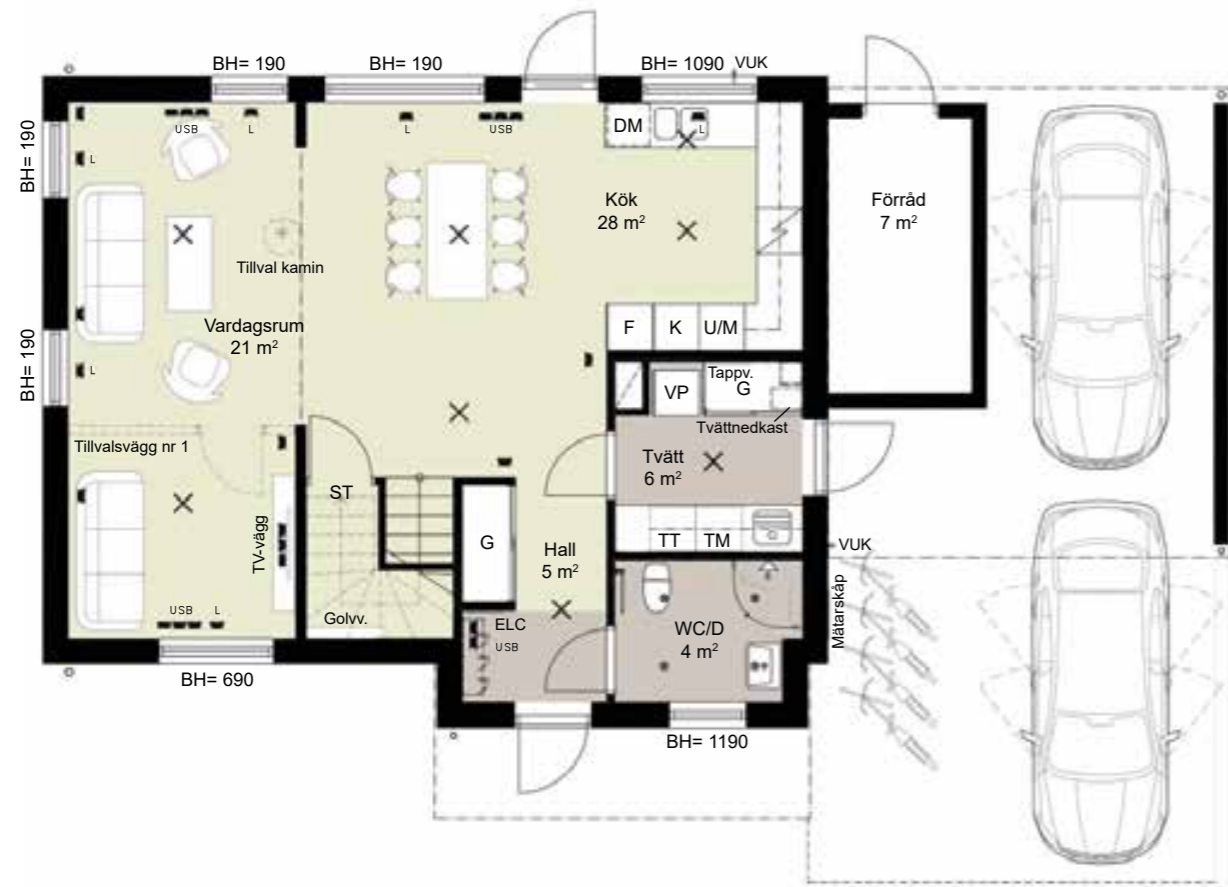 BH= 190
BH= 190
BH= 1090
VUK
BH= 190
USB
L
L
USB
DM
L
L
Kök
28 m²
Förråd
7 m²
Tillval kamin
Vardagsrum
21 m²
F
K
U/M
BH= 190
L
VP
Tappv.
G
Tvättnedkast
Tillvalsvägg nr 1
Tvätt
6 m²
ST
TV-vägg
G
Hall
5 m²
TT
TM
VUK
Mätarskåp
USB
L
Golvv.
ELC
USB
WC/D
4 m²
BH= 690
BH= 1190